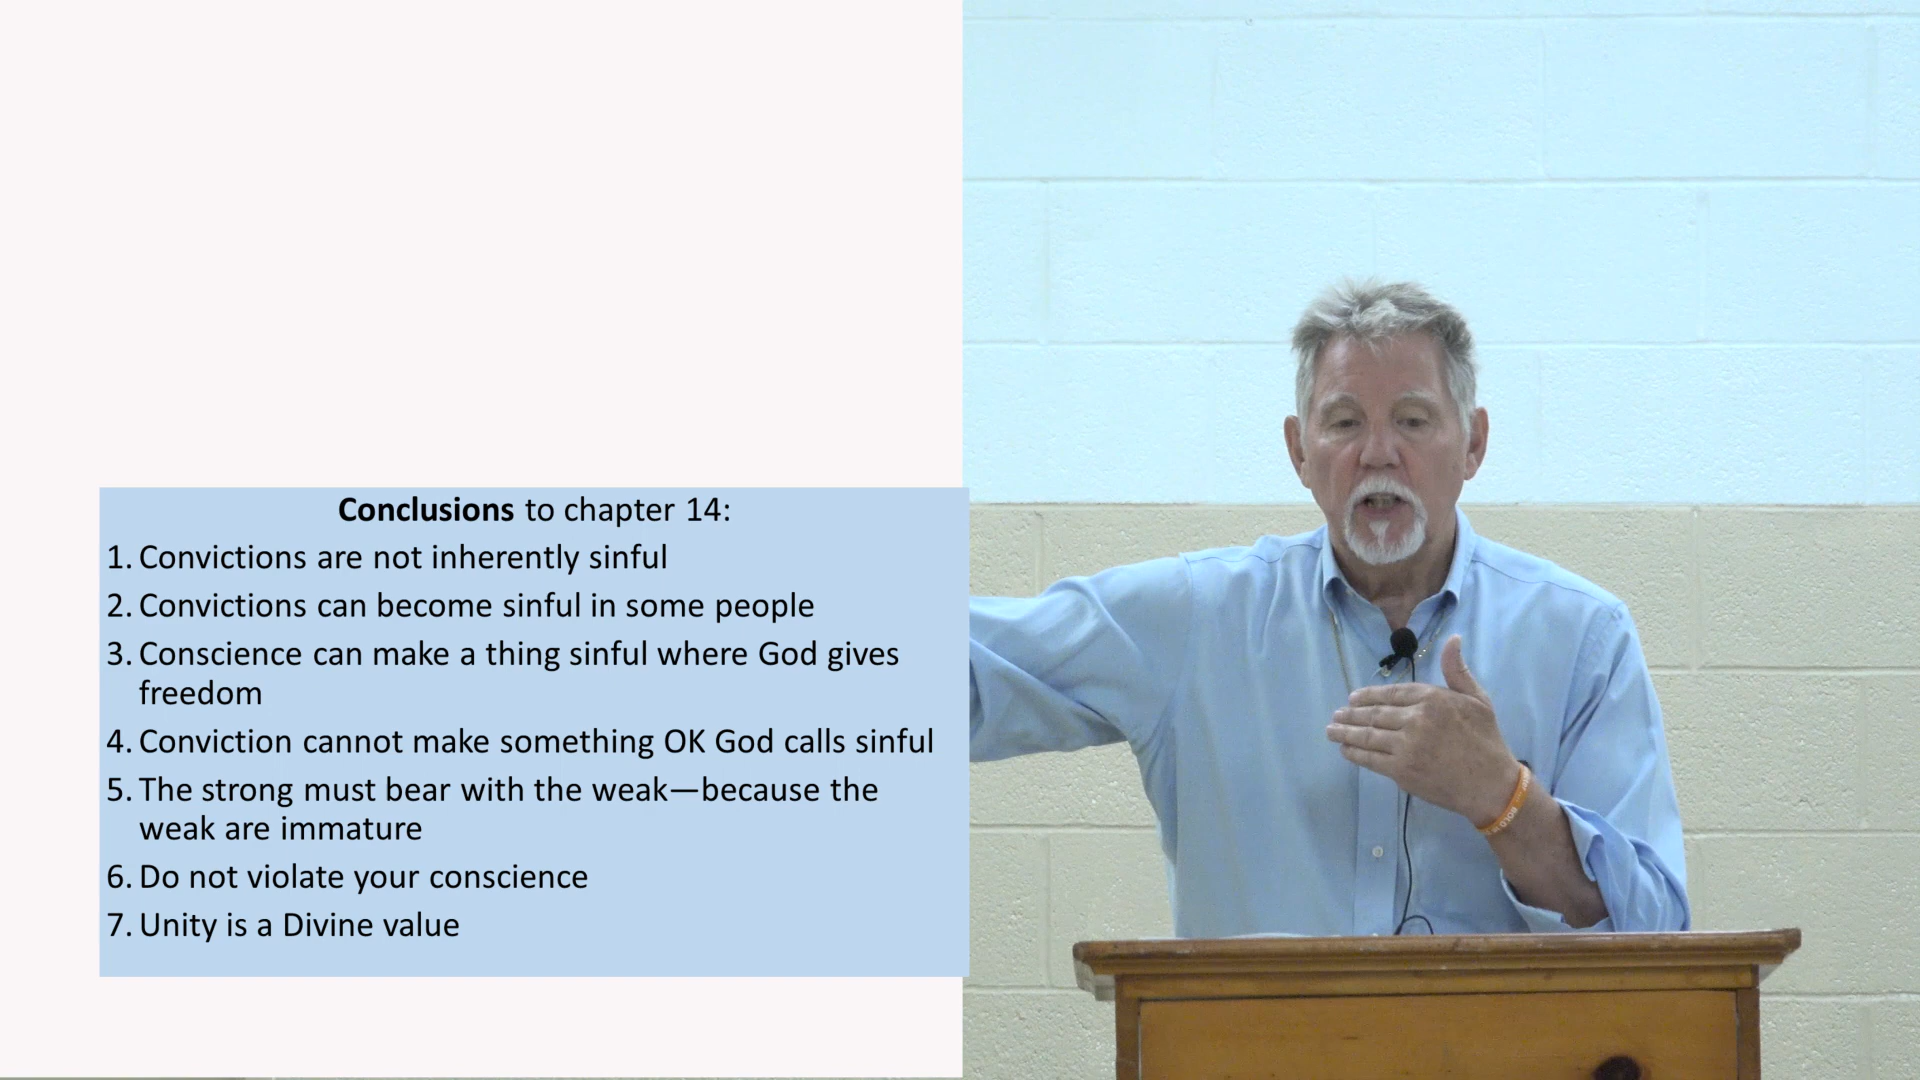 Conclusions to chapter 14:
1. Convictions are not inherently sinful
2. Convictions can become sinful in some people
3. Conscience can make a thing sinful where God gives
freedom
4. Conviction cannot make something OK God calls sinful
5. The strong must bear with the weak—because the
weak are immature
6. Do not violate your conscience
7. Unity is a Divine value